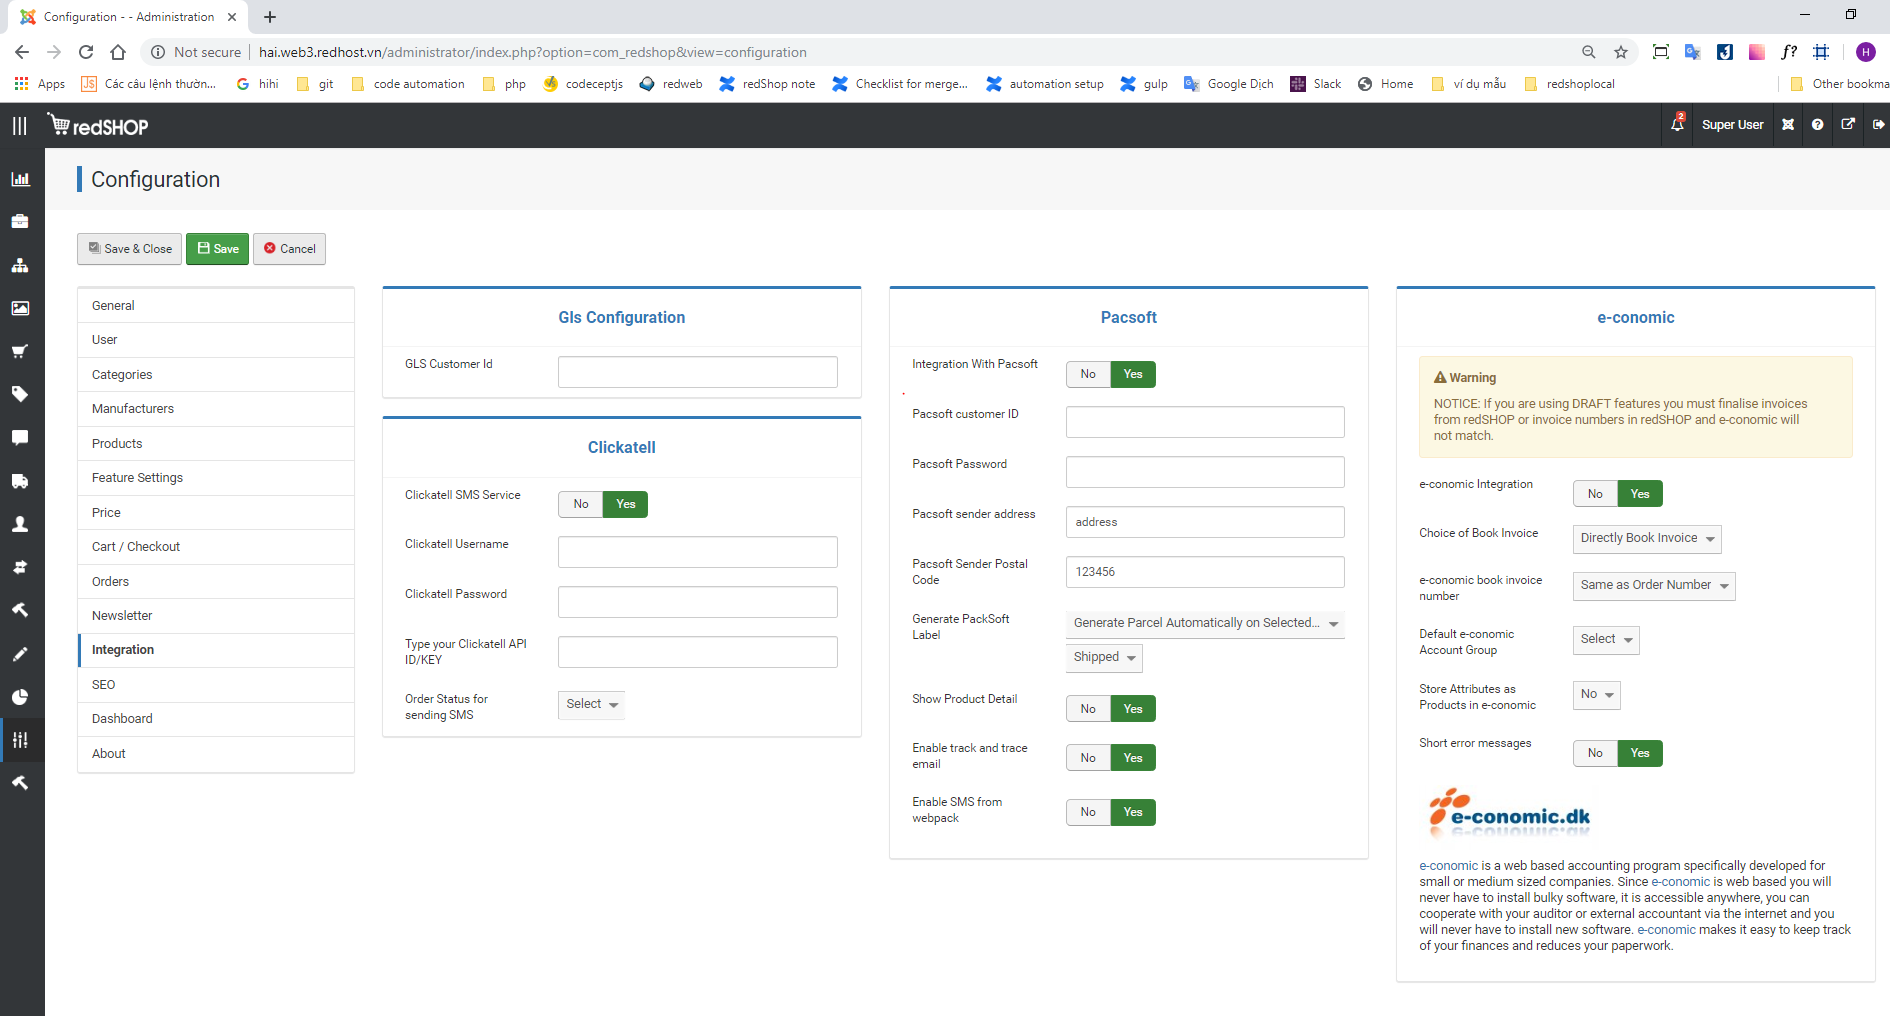 Configuration - - Administration
Not secure
hai.web3.redhost.vn/administrator/index.php?option=com_redshop&view=configuration
H
Apps
JS
Các câu lệnh thườn...
hihi
git
code automation
php
codeceptjs
redweb
redShop note
Checklist for merge...
automation setup
gulp
Google Dịch
Slack
Home
ví dụ mẫu
redshoplocal
Other bookma
redSHOP
2
Super User
Configuration
Save & Close
Save
Cancel
General
User
Categories
Manufacturers
Products
Feature Settings
Price
Cart / Checkout
Orders
Newsletter
Integration
SEO
Dashboard
About
Gls Configuration
GLS Customer Id
Clickatell
Clickatell SMS Service
No Yes
Clickatell Username
Clickatell Password
Type your Clickatell API
ID/KEY
Order Status for
sending SMS
Select
Pacsoft
Integration With Pacsoft
No Yes
Pacsoft customer ID
Pacsoft Password
Pacsoft sender address
address
Pacsoft Sender Postal
Code
123456
Generate PackSoft
Label
Generate Parcel Automatically on Selected...
Shipped
Show Product Detail
No Yes
Enable track and trace
email
No Yes
Enable SMS from
webpack
No Yes
e-conomic
Warning
NOTICE: If you are using DRAFT features you must finalise invoices
from redSHOP or invoice numbers in redSHOP and e-conomic will
not match.
e-conomic Integration
No Yes
Choice of Book Invoice
Directly Book Invoice
e-conomic book invoice
number
Same as Order Number
Default e-conomic
Account Group
Select
Store Attributes as
Products in e-conomic
No
Short error messages
No Yes
e-conomic.dk
e-conomic is a web based accounting program specifically developed for
small or medium sized companies. Since e-conomic is web based you will
never have to install bulky software, it is accessible anywhere, you can
cooperate with your auditor or external accountant via the internet and you
will never have to install new software. e-conomic makes it easy to keep track
of your finances and reduces your paperwork.